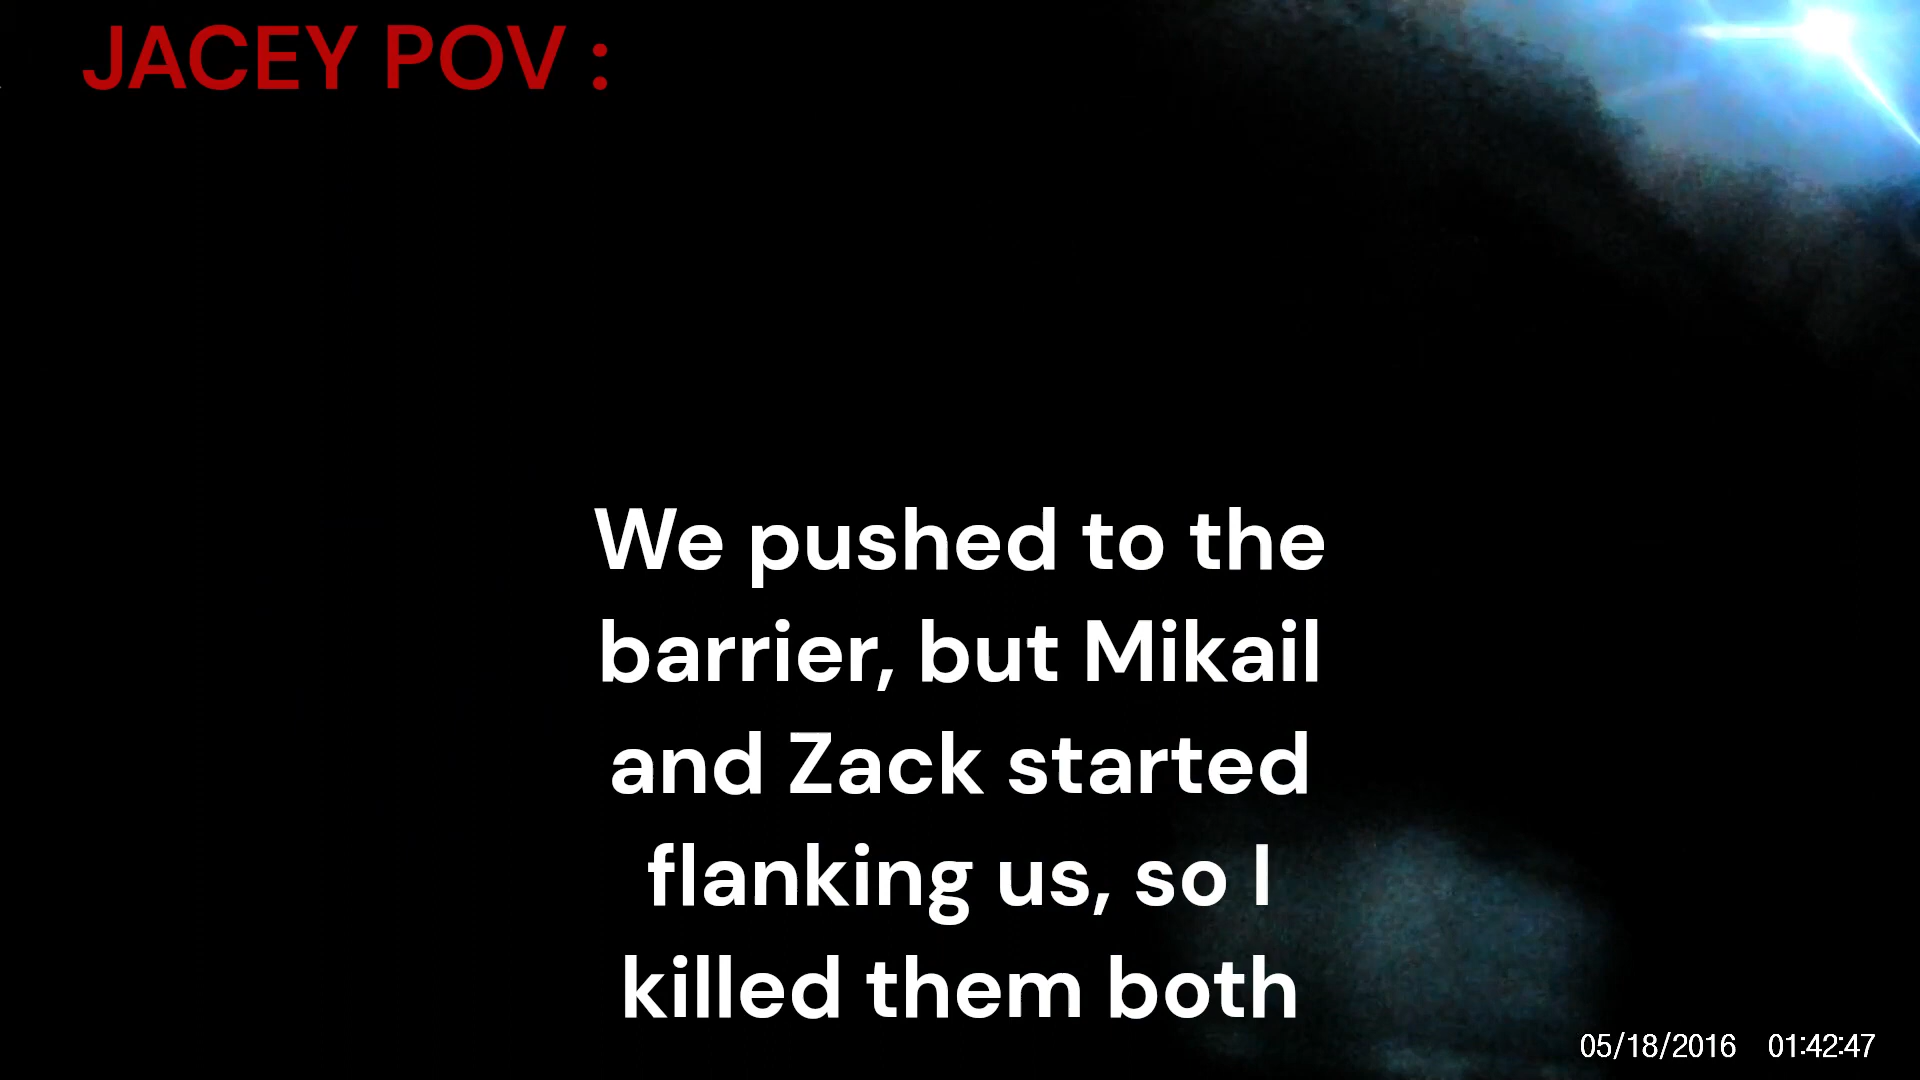 JACEY POV :
We pushed to the
barrier, but Mikail
and Zack started
flanking us, so I
killed them both
05/18/2016 01:42:47